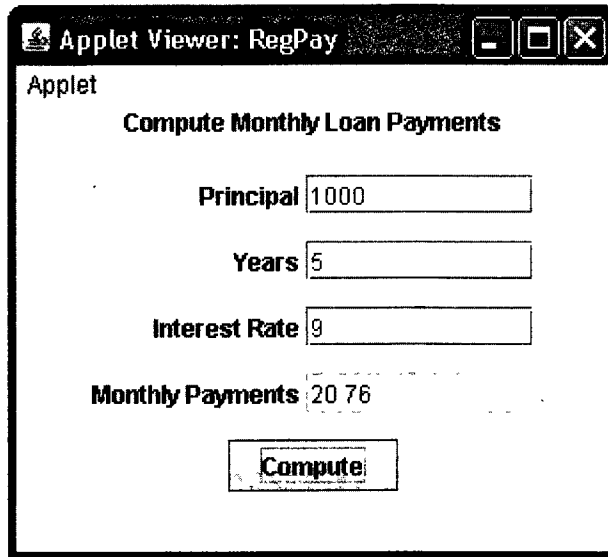 Applet Viewer: RegPay
Applet
Compute Monthly Loan Payments
Principal 1000
Years 5
Interest Rate 9
Monthly Payments 20 76
Compute